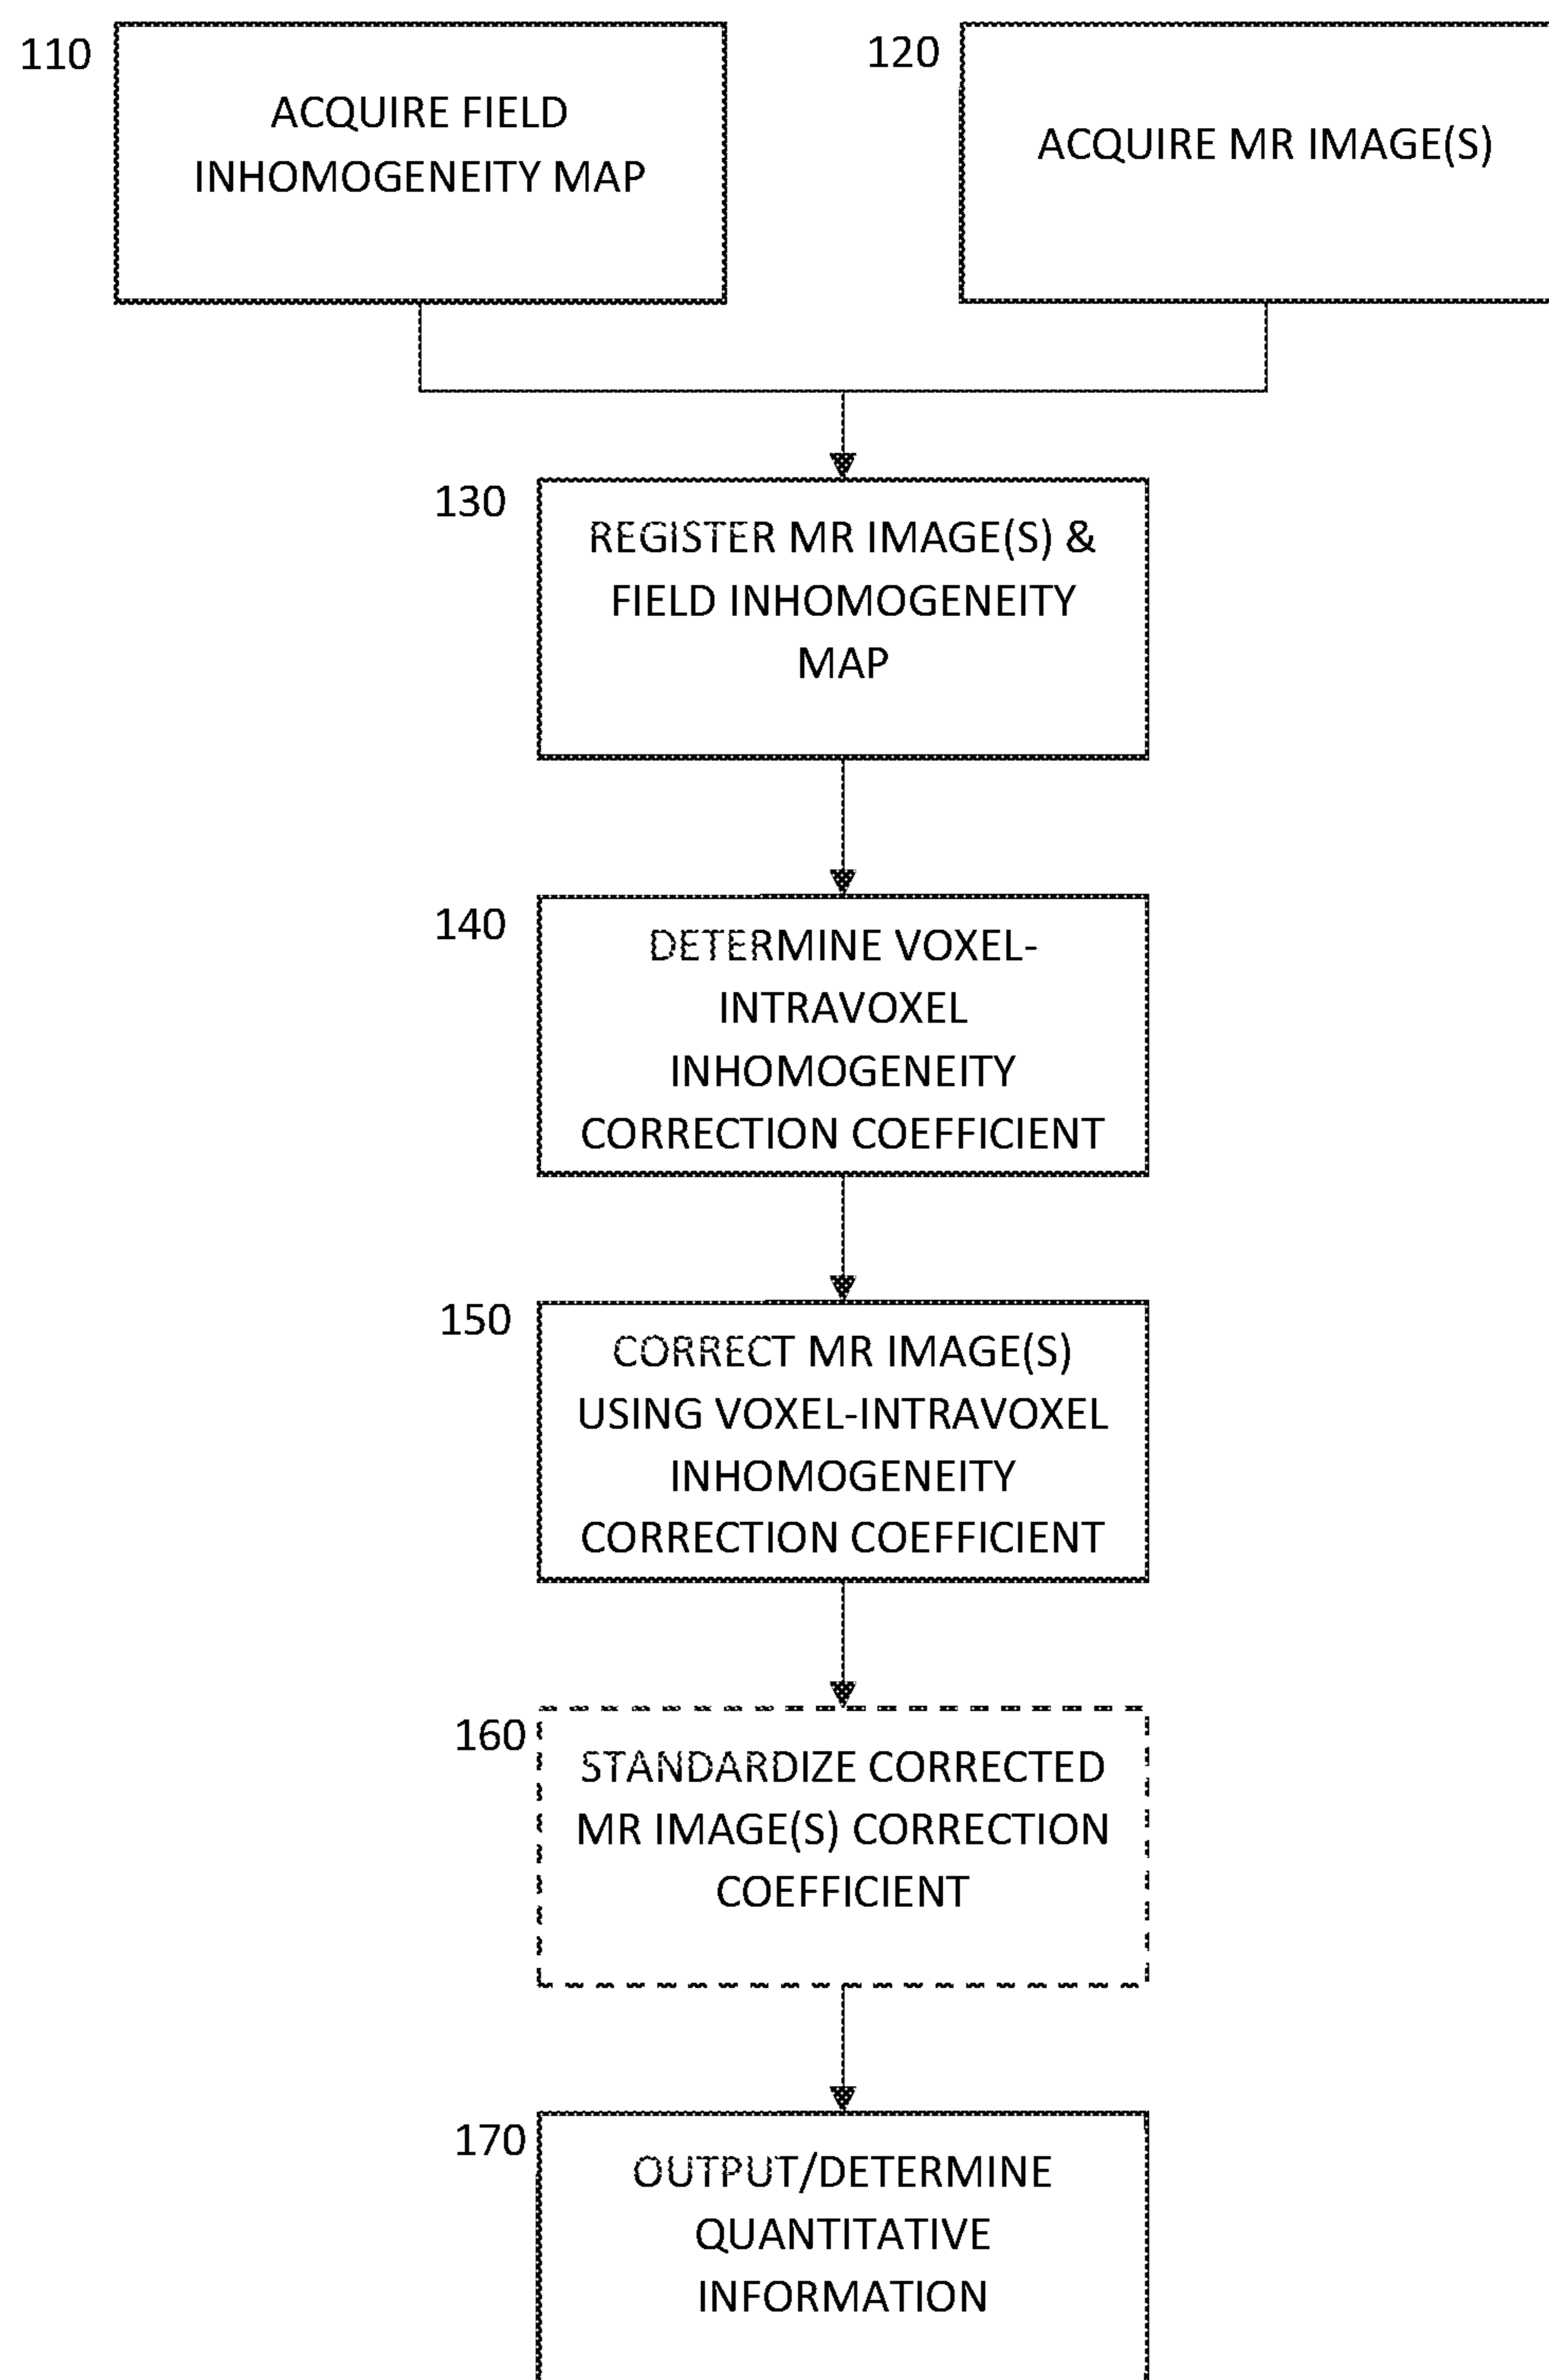 110
ACQUIRE FIELD
INHOMOGENEITY MAP
120
ACQUIRE MR IMAGE(S)
130
REGISTER MR IMAGE(S) &
FIELD INHOMOGENEITY
MAP
140
DETERMINE VOXEL-
INTRAVOXEL
INHOMOGENEITY
CORRECTION COEFFICIENT
150
CORRECT MR IMAGE(S)
USING VOXEL-INTRAVOXEL
INHOMOGENEITY
CORRECTION COEFFICIENT
160
STANDARDIZE CORRECTED
MR IMAGE(S) CORRECTION
COEFFICIENT
170
OUTPUT/DETERMINE
QUANTITATIVE
INFORMATION